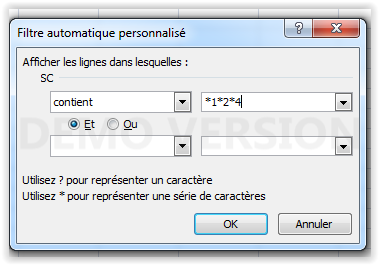 Filtre automatique personnalisé
Afficher les lignes dans lesquelles :
SC
contient *1*2*4
Et Ou
DEMO VERSION
Utilisez ? pour représenter un caractère
Utilisez * pour représenter une série de caractères
OK Annuler